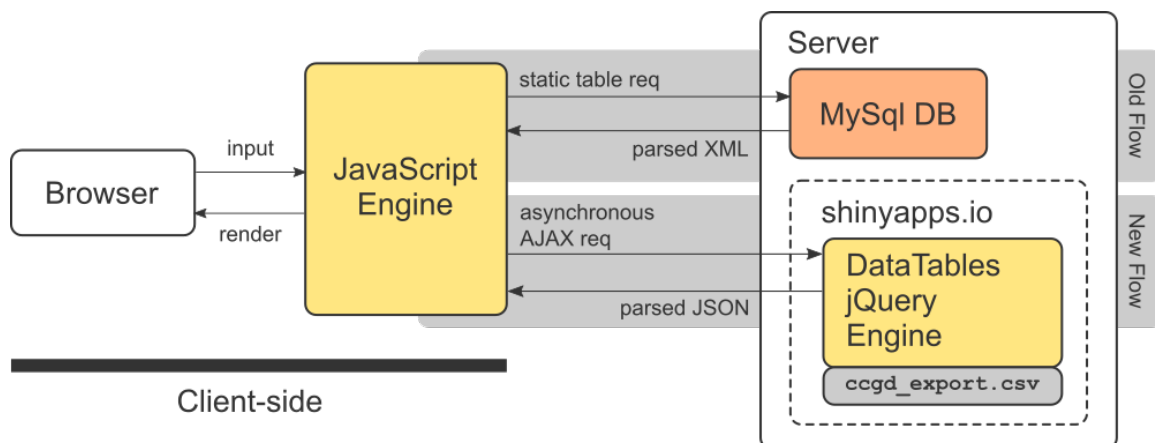 Server
static table req
MySql DB
Old Flow
parsed XML
input
JavaScript
Engine
Browser
render
asynchronous
AJAX req
shinyapps.io
New Flow
DataTables
jQuery
Engine
parsed JSON
ccgd_export.csv
Client-side